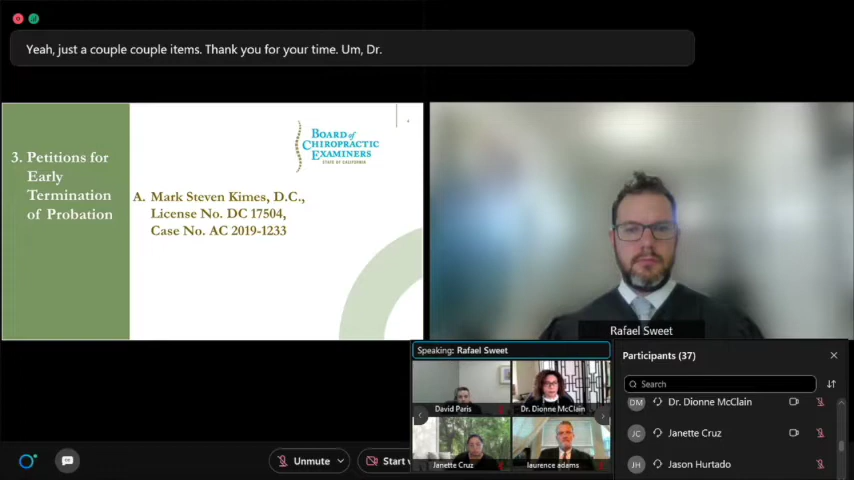 Yeah, just a couple couple items. Thank you for your time. Um, Dr.
3. Petitions for
Early
Termination
of Probation
BOARD of
CHIROPRACTIC
EXAMINERS
STATE OF CALIFORNIA
4
A. Mark Steven Kimes, D.C.,
License No. DC 17504,
Case No. AC 2019-1233
Rafael Sweet
Speaking: Rafael Sweet
David Paris
Dr. Dionne McClain
Janette Cruz
laurence adams
Participants (37)
Search
DM Dr. Dionne McClain
JC Janette Cruz
JH Jason Hurtado
Unmute
Start